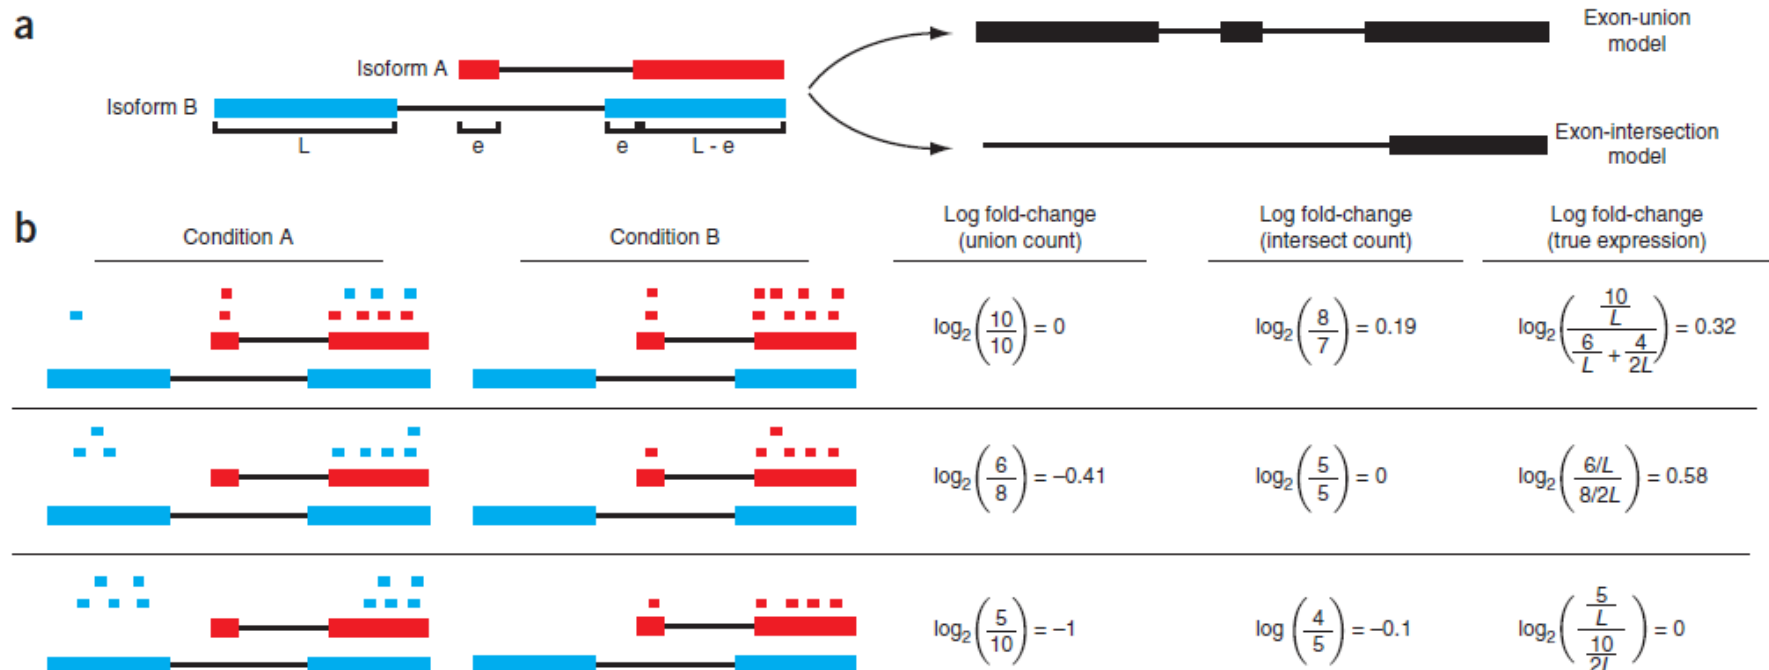 a
Exon-union
model
Isoform A
Isoform B
L e e L - e
Exon-intersection
model
b
Condition A
Condition B
Log fold-change
(union count)
Log fold-change
(intersect count)
Log fold-change
(true expression)
log₂(10/10) = 0
log₂(8/7) = 0.19
log₂((10/L)/(6/L + 4/2L)) = 0.32
log₂(6/8) = –0.41
log₂(5/5) = 0
log₂((6/L)/(8/2L)) = 0.58
log₂(5/10) = –1
log (4/5) = –0.1
log₂((5/L)/(10/2L)) = 0